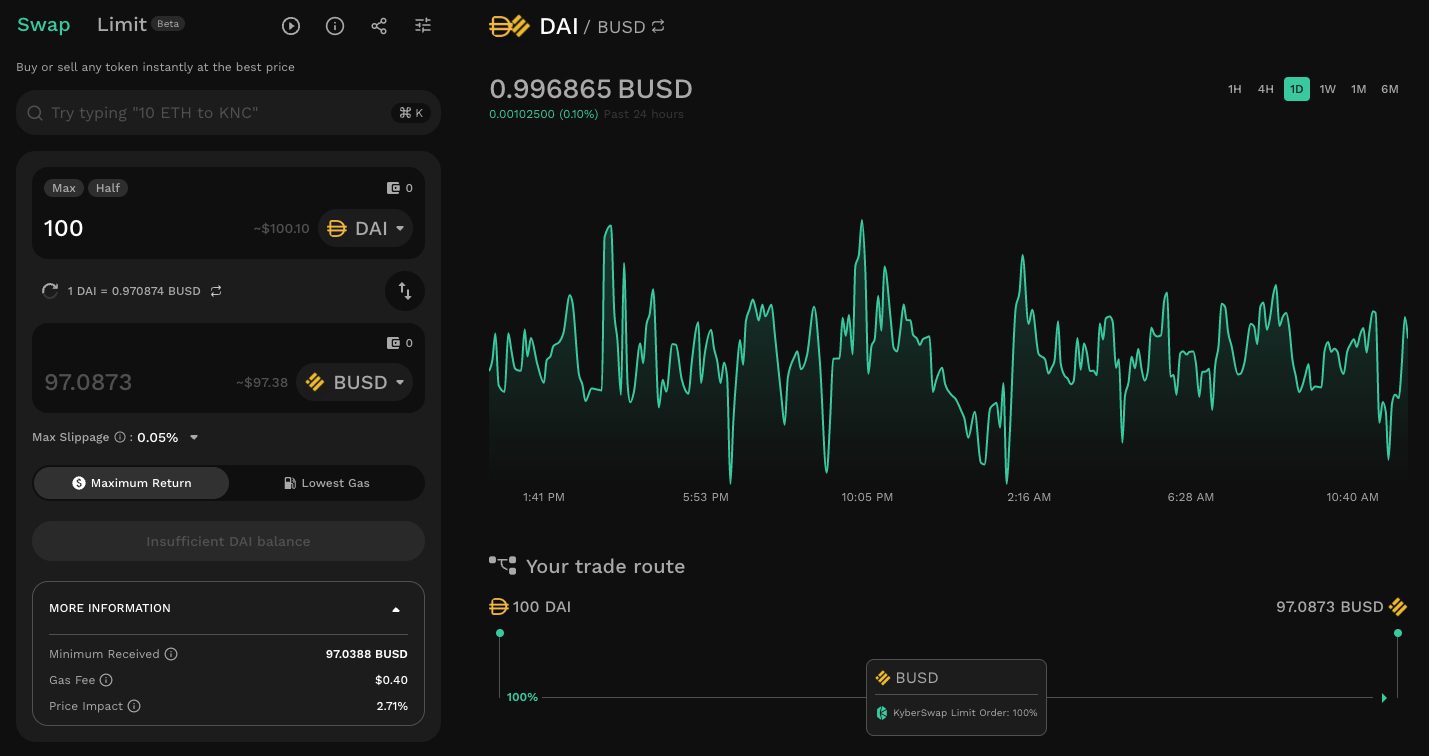 Swap Limit Beta
Buy or sell any token instantly at the best price
Try typing "10 ETH to KNC" ⌘ K
Max Half 0
100 ~$100.10 DAI
1 DAI = 0.970874 BUSD
0
97.0873 ~$97.38 BUSD
Max Slippage : 0.05%
Maximum Return Lowest Gas
Insufficient DAI balance
MORE INFORMATION
Minimum Received 97.0388 BUSD
Gas Fee $0.40
Price Impact 2.71%
DAI / BUSD
0.996865 BUSD
0.00102500 (0.10%) Past 24 hours
1H 4H 1D 1W 1M 6M
1:41 PM 5:53 PM 10:05 PM 2:16 AM 6:28 AM 10:40 AM
Your trade route
100 DAI 97.0873 BUSD
100%
BUSD
KyberSwap Limit Order: 100%